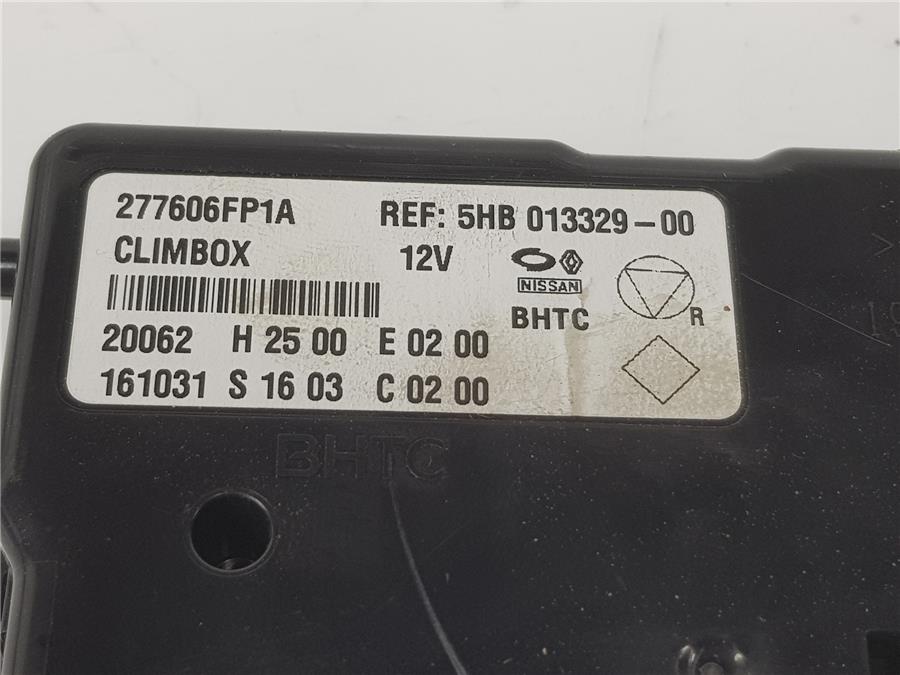 277606FP1A REF: 5HB 013329-00
CLIMBOX 12V
NISSAN
BHTC R
20062 H 25 00 E 02 00
161031 S 16 03 C 02 00
BHTC